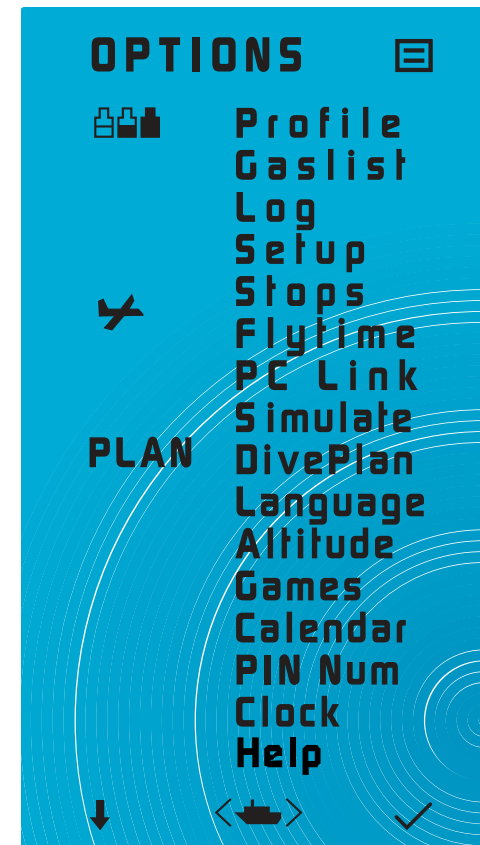 OPTIONS
Profile
Gaslist
Log
Setup
Stops
Flytime
PC Link
Simulate
PLAN DivePlan
Language
Altitude
Games
Calendar
PIN Num
Clock
Help